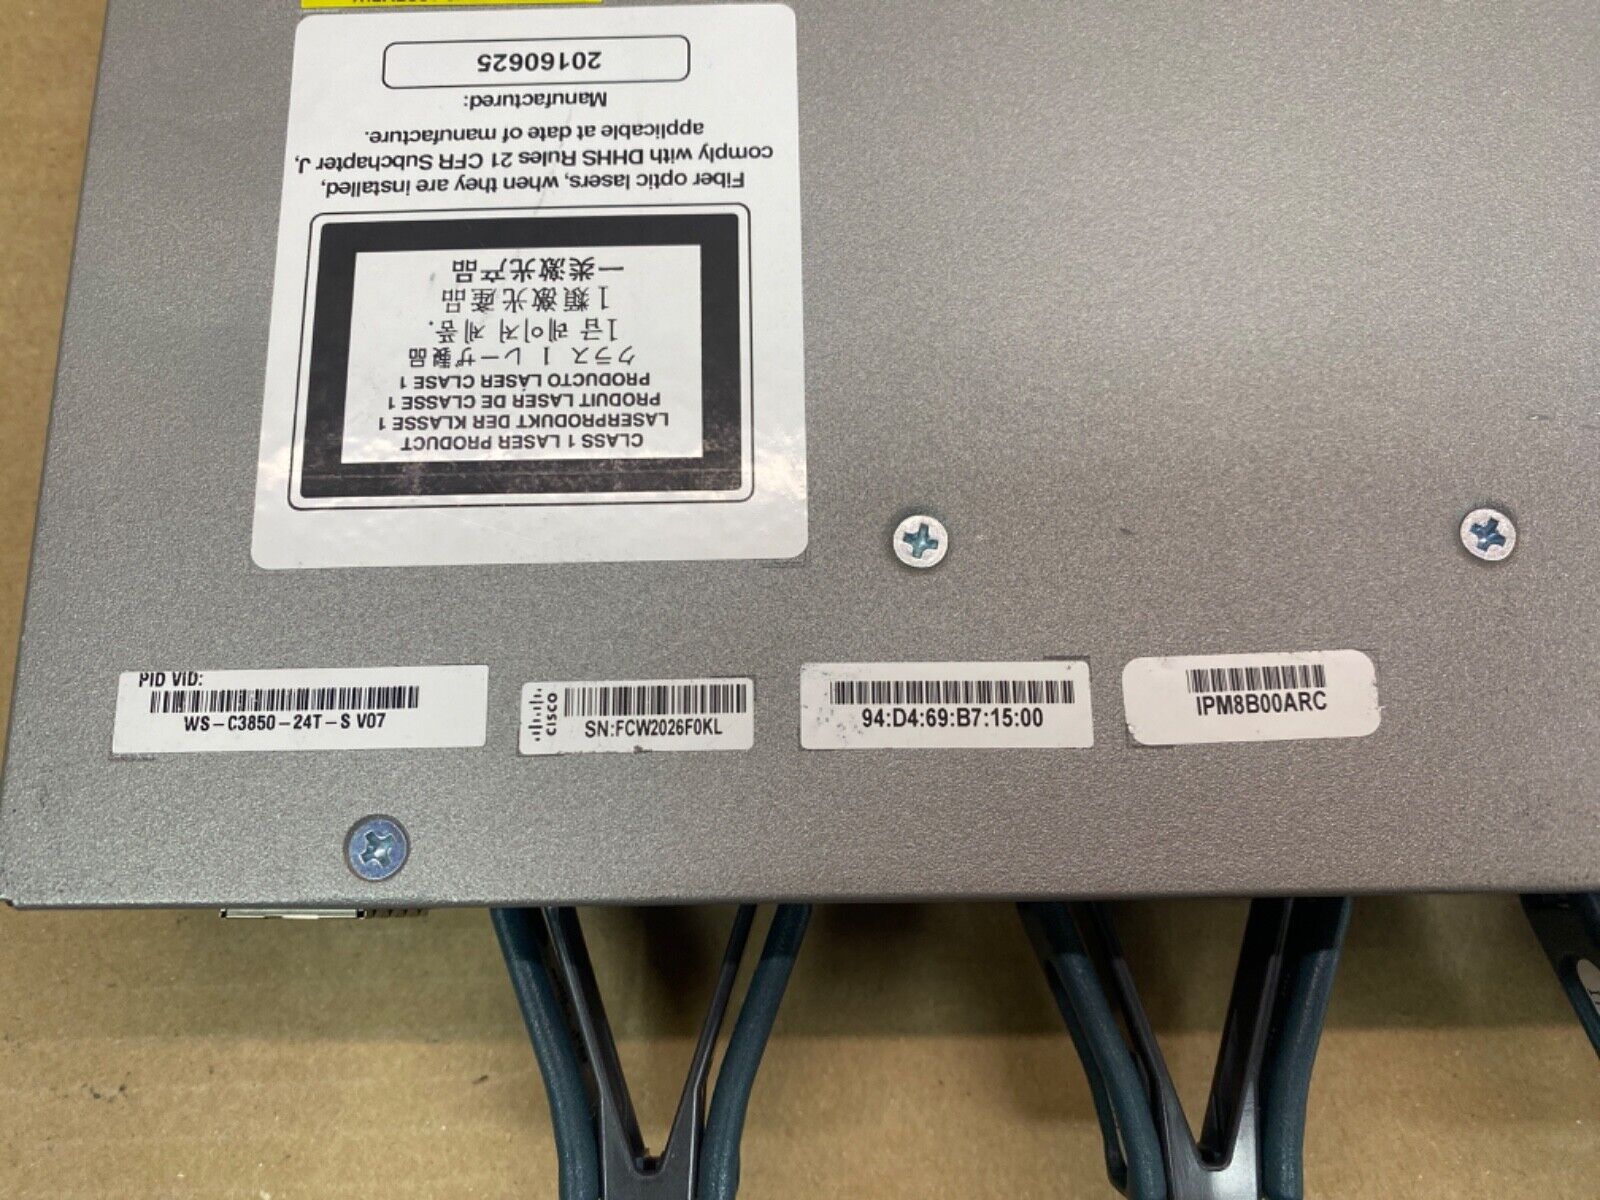 CLASS 1 LASER PRODUCT
LASERPRODUKT DER KLASSE 1
PRODUIT LASER DE CLASSE 1
PRODUCTO LÁSER CLASE 1
クラス 1 レーザ製品
1급 레이저 제품.
1類激光產品
一类激光产品
Fiber optic lasers, when they are installed,
comply with DHHS Rules 21 CFR Subchapter J,
applicable at date of manufacture.
Manufactured:
20160625
PID VID:
WS-C3850-24T-S V07
CISCO
SN:FCW2026F0KL
94:D4:69:B7:15:00
IPM8B00ARC